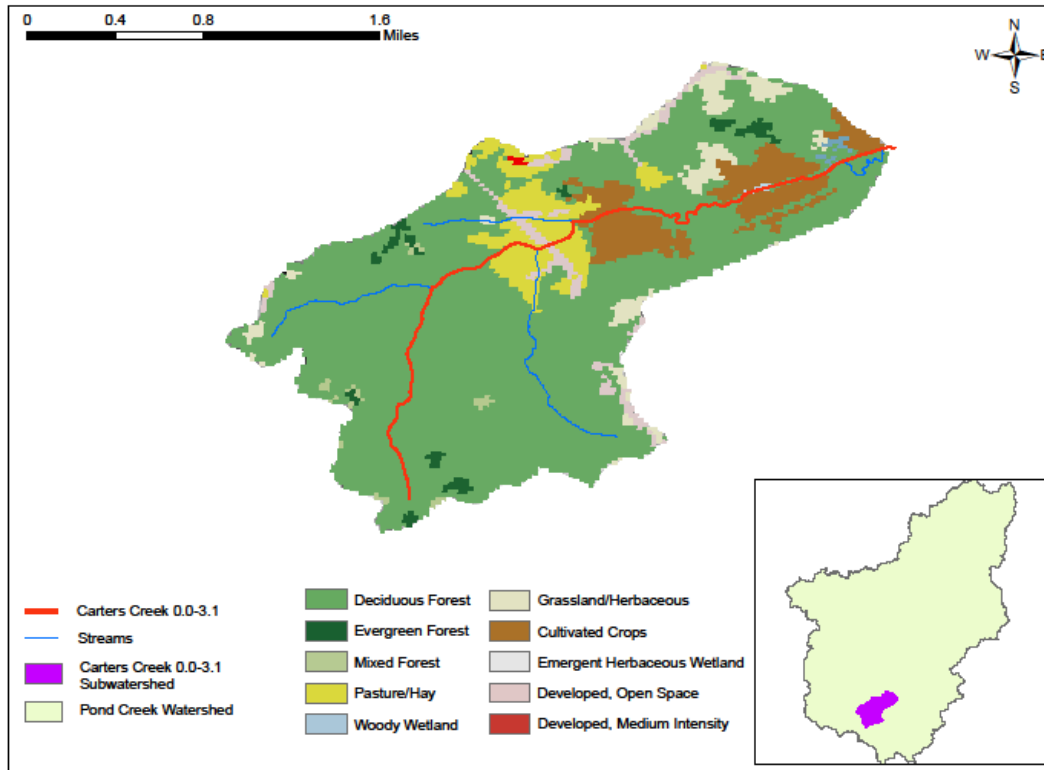 0 0.4 0.8 1.6
Miles
N
W E
S
Carters Creek 0.0-3.1
Streams
Carters Creek 0.0-3.1
Subwatershed
Pond Creek Watershed
Deciduous Forest
Evergreen Forest
Mixed Forest
Pasture/Hay
Woody Wetland
Grassland/Herbaceous
Cultivated Crops
Emergent Herbaceous Wetland
Developed, Open Space
Developed, Medium Intensity